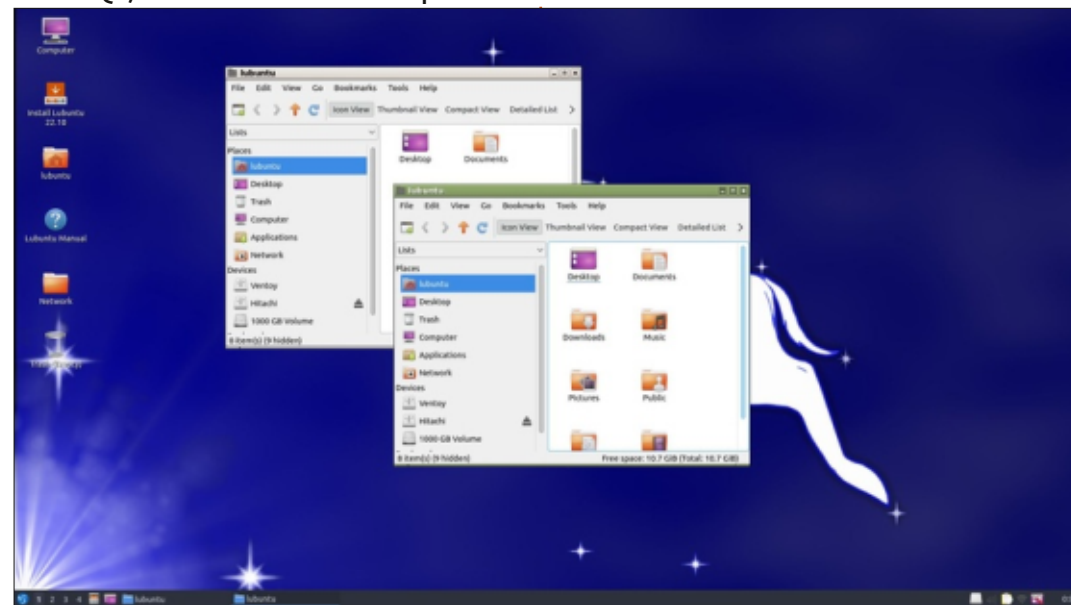 Computer
Install Lubuntu
22.10
lubuntu
Lubuntu Manual
Network
lubuntu
File Edit View Go Bookmarks Tools Help
Icon View Thumbnail View Compact View Detailed List
Lists
Places
lubuntu
Desktop
Trash
Computer
Applications
Network
Devices
Ventoy
Hitachi
1000 GB Volume
8 item(s) (9 hidden)
Desktop Documents
lubuntu
File Edit View Go Bookmarks Tools Help
Icon View Thumbnail View Compact View Detailed List
Lists
Places
lubuntu
Desktop
Trash
Computer
Applications
Network
Devices
Ventoy
Hitachi
1000 GB Volume
Desktop Documents
Downloads Music
Pictures Public
8 item(s) (9 hidden) Free space: 10.7 GiB (Total: 10.7 GiB)
1 2 3 4 lubuntu lubuntu